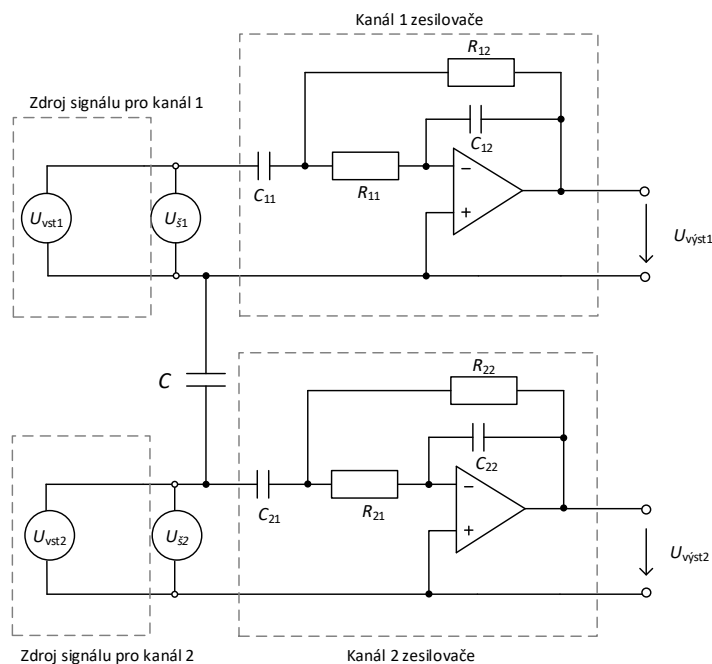 Kanál 1 zesilovače
R12
Zdroj signálu pro kanál 1
C12
C11
R11
−
+
Uvst1
Uš1
Uvýst1
C
R22
C22
C21
R21
−
+
Uvst2
Uš2
Uvýst2
Zdroj signálu pro kanál 2
Kanál 2 zesilovače